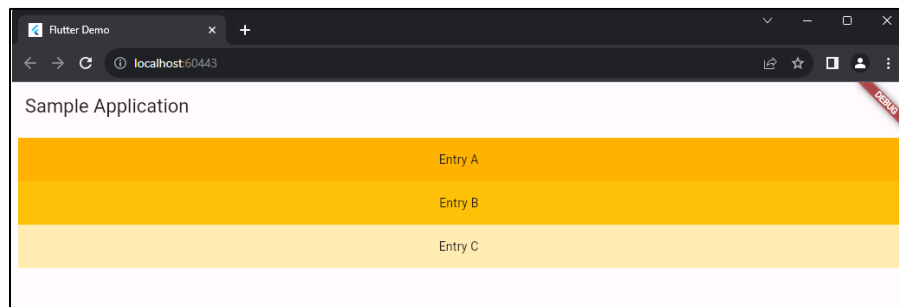 Flutter Demo
localhost:60443
Sample Application
DEBUG
Entry A
Entry B
Entry C